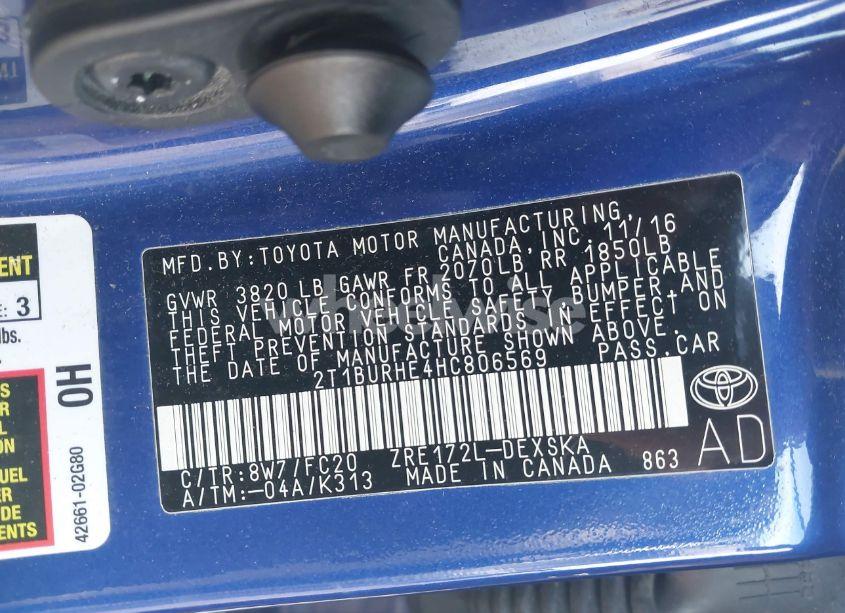 MFD. BY: TOYOTA MOTOR MANUFACTURING,
CANADA, INC. 11/16
GVWR 3820 LB GAWR FR 2070LB RR 1850LB
THIS VEHICLE CONFORMS TO ALL APPLICABLE
FEDERAL MOTOR VEHICLE SAFETY, BUMPER AND
THEFT PREVENTION STANDARDS IN EFFECT ON
THE DATE OF MANUFACTURE SHOWN ABOVE.
2T1BURHE4HC806569 PASS.CAR
C/TR:8W7/FC20 ZRE172L-DEXSKA
A/TM:-04A/K313 MADE IN CANADA 863
AD
3
lbs.
OH
42661-02G80
wheelwise